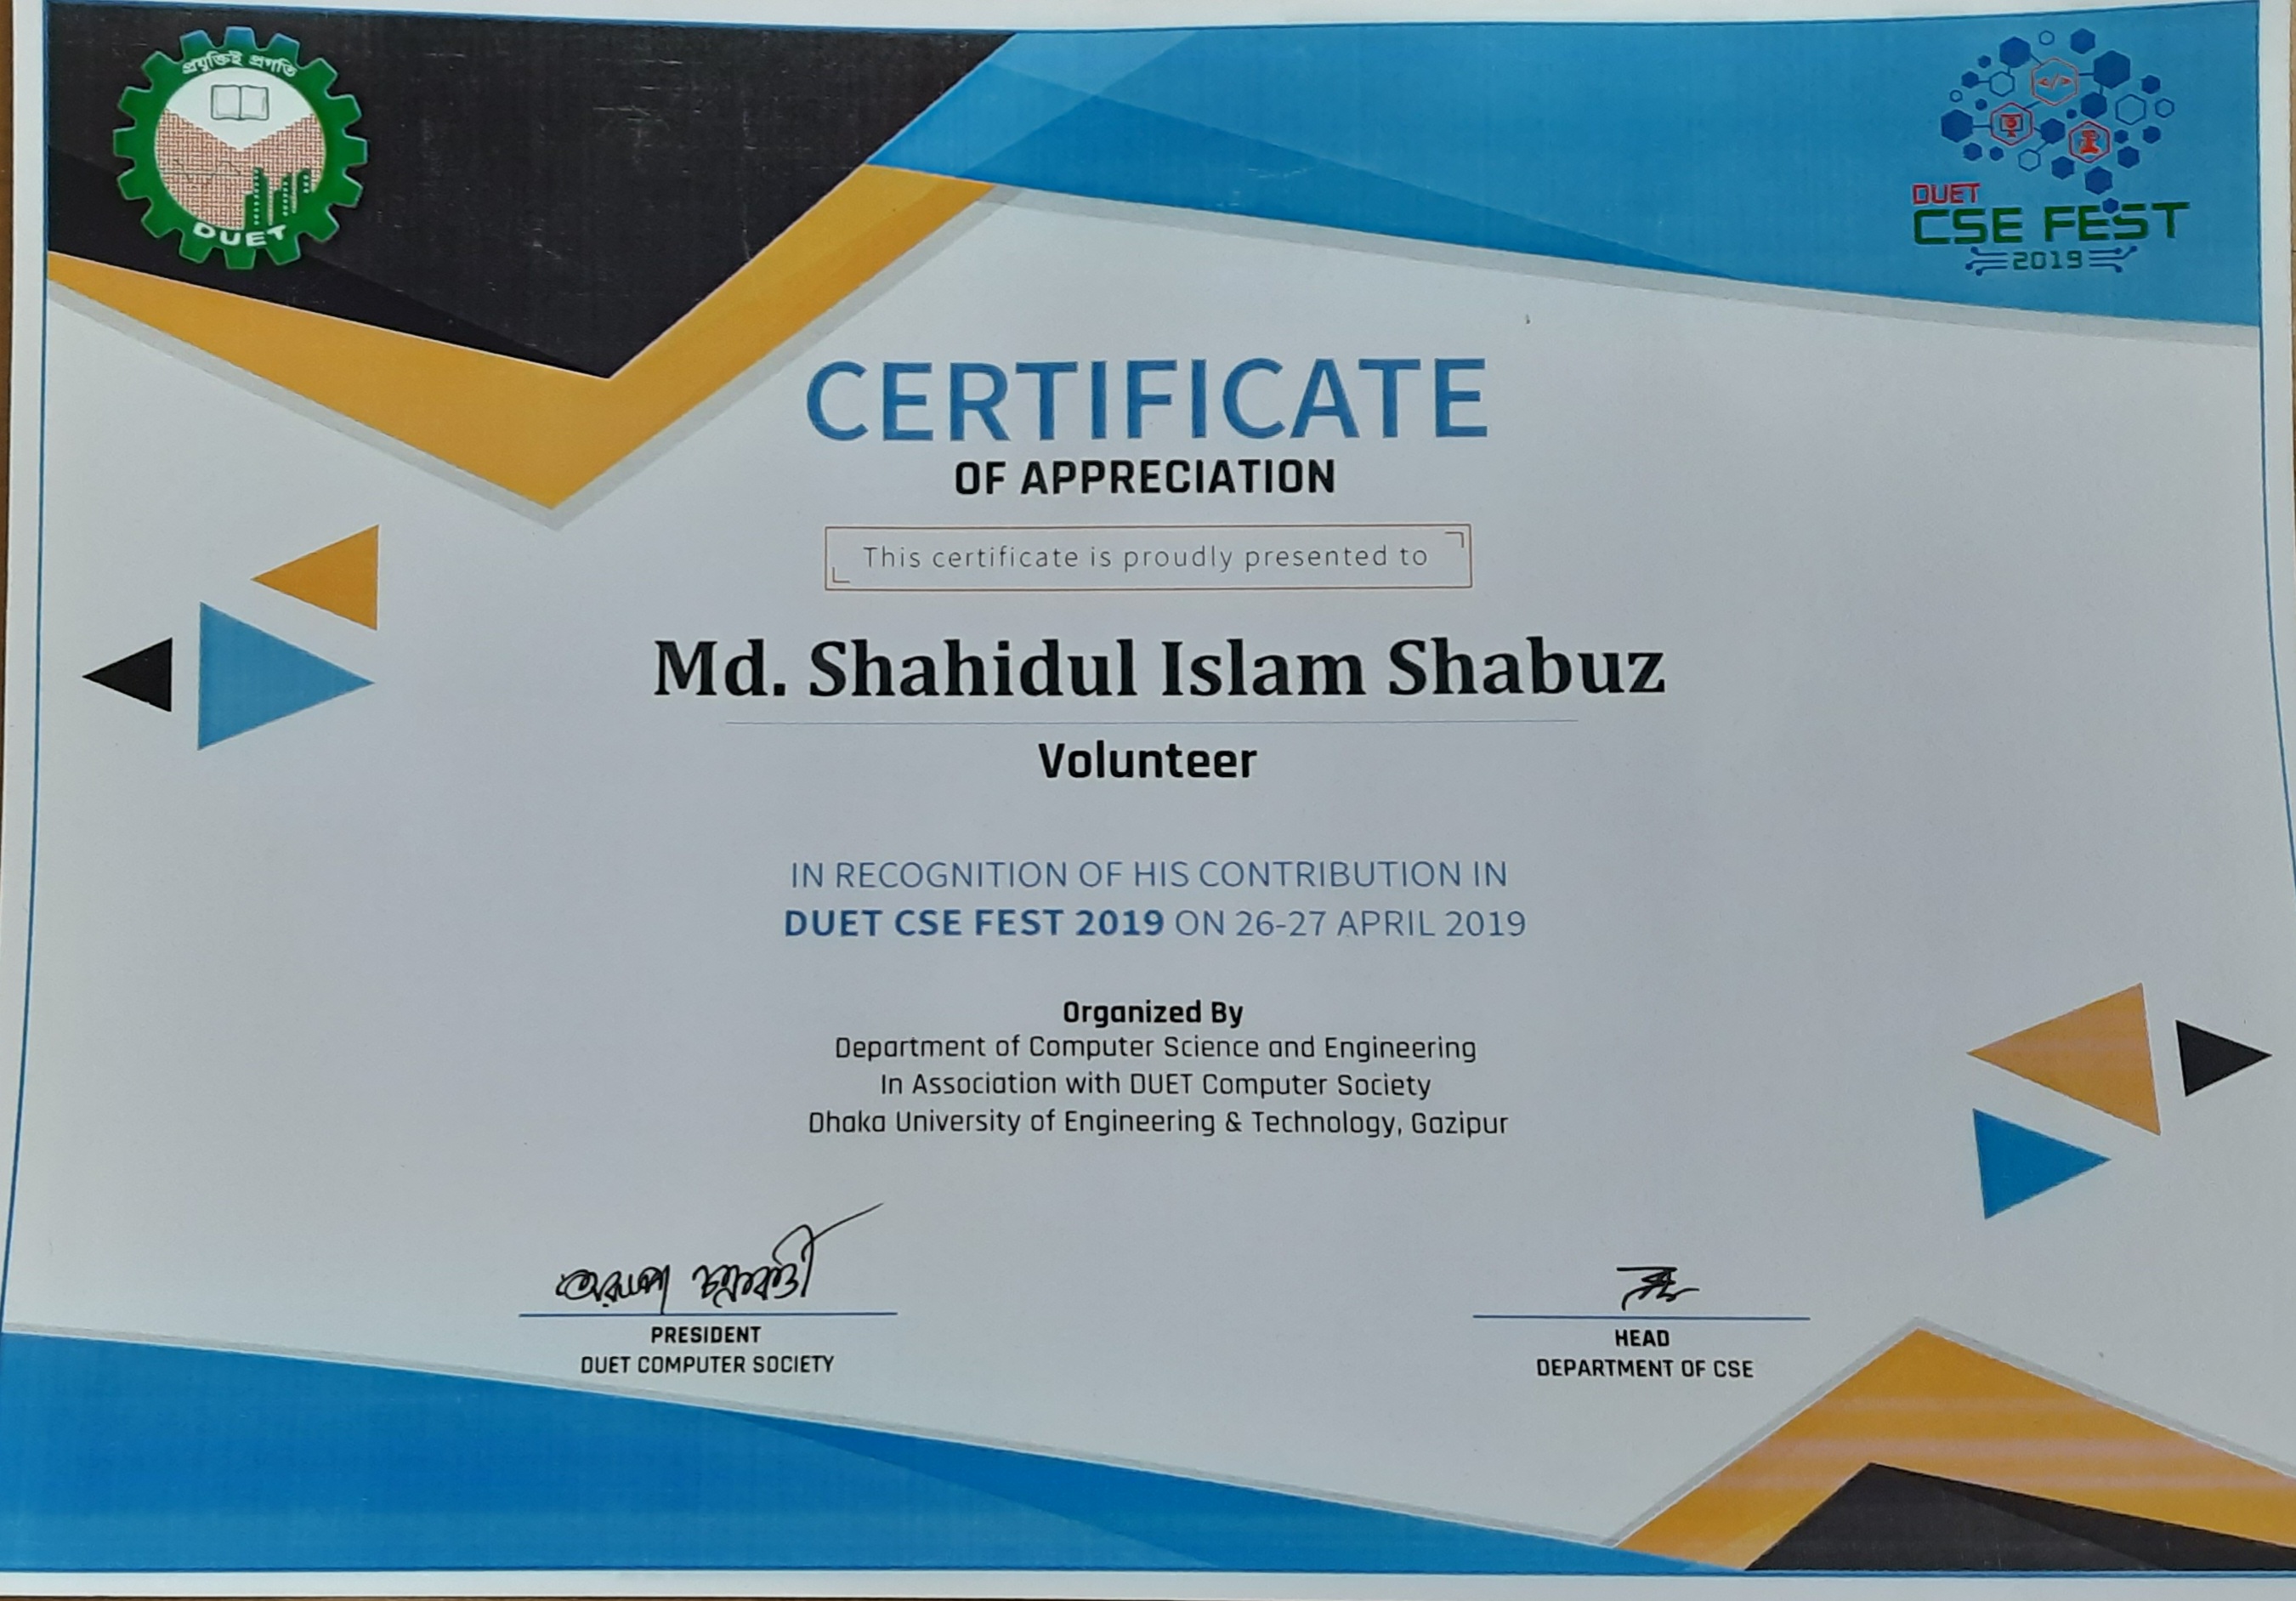 প্রযুক্তিই প্রগতি
DUET
</>
DUET
CSE FEST
2019
CERTIFICATE
OF APPRECIATION
This certificate is proudly presented to
Md. Shahidul Islam Shabuz
Volunteer
IN RECOGNITION OF HIS CONTRIBUTION IN
DUET CSE FEST 2019 ON 26-27 APRIL 2019
Organized By
Department of Computer Science and Engineering
In Association with DUET Computer Society
Dhaka University of Engineering & Technology, Gazipur
PRESIDENT
DUET COMPUTER SOCIETY
HEAD
DEPARTMENT OF CSE